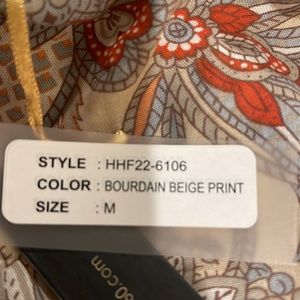 STYLE : HHF22-6106
COLOR : BOURDAIN BEIGE PRINT
SIZE : M